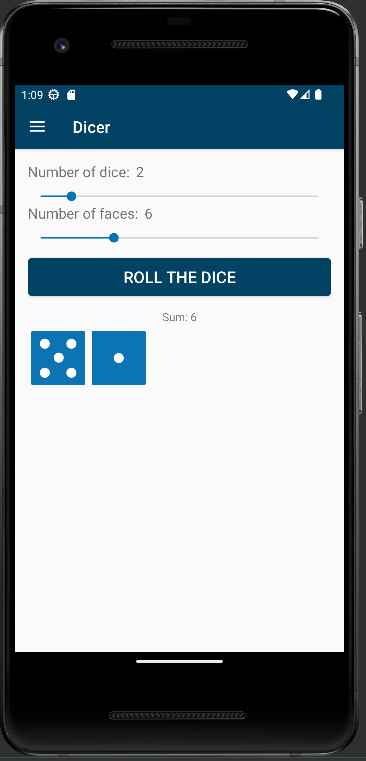 1:09
Dicer
Number of dice: 2
Number of faces: 6
ROLL THE DICE
Sum: 6